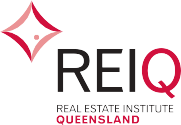 REIQ
REAL ESTATE INSTITUTE
QUEENSLAND